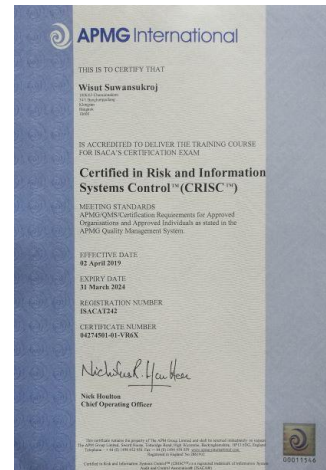 APMG International
THIS IS TO CERTIFY THAT
Wisut Suwansukroj
IS ACCREDITED TO DELIVER THE TRAINING COURSE
FOR ISACA'S CERTIFICATION EXAM
Certified in Risk and Information
Systems Control™ (CRISC™)
MEETING STANDARDS
APMG/QMS/Certification Requirements for Approved
Organisations and Approved Individuals as stated in the
APMG Quality Management System.
EFFECTIVE DATE
02 April 2019
EXPIRY DATE
31 March 2024
REGISTRATION NUMBER
ISACAT242
CERTIFICATE NUMBER
04274501-01-VR6X
Nick Houlton
Chief Operating Officer